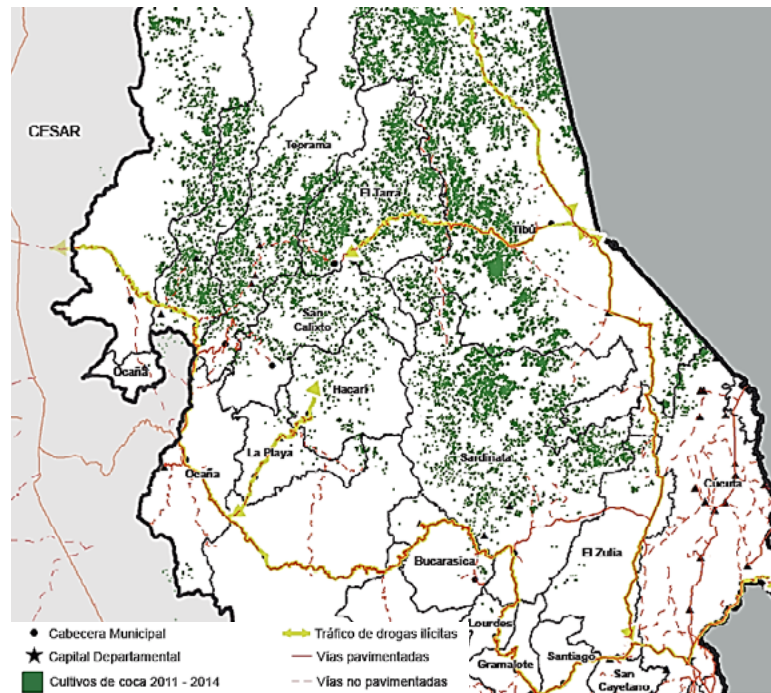 CESAR
Teorama
El Tarra
Tibú
San
Calixto
Ocaña
Hacarí
La Playa
Ocaña
Sardinata
Cúcuta
Bucarasica
El Zulia
Lourdes
Gramalote
Santiago
San
Cayetano
Cabecera Municipal
Capital Departamental
Cultivos de coca 2011 - 2014
Tráfico de drogas ilícitas
Vías pavimentadas
Vías no pavimentadas